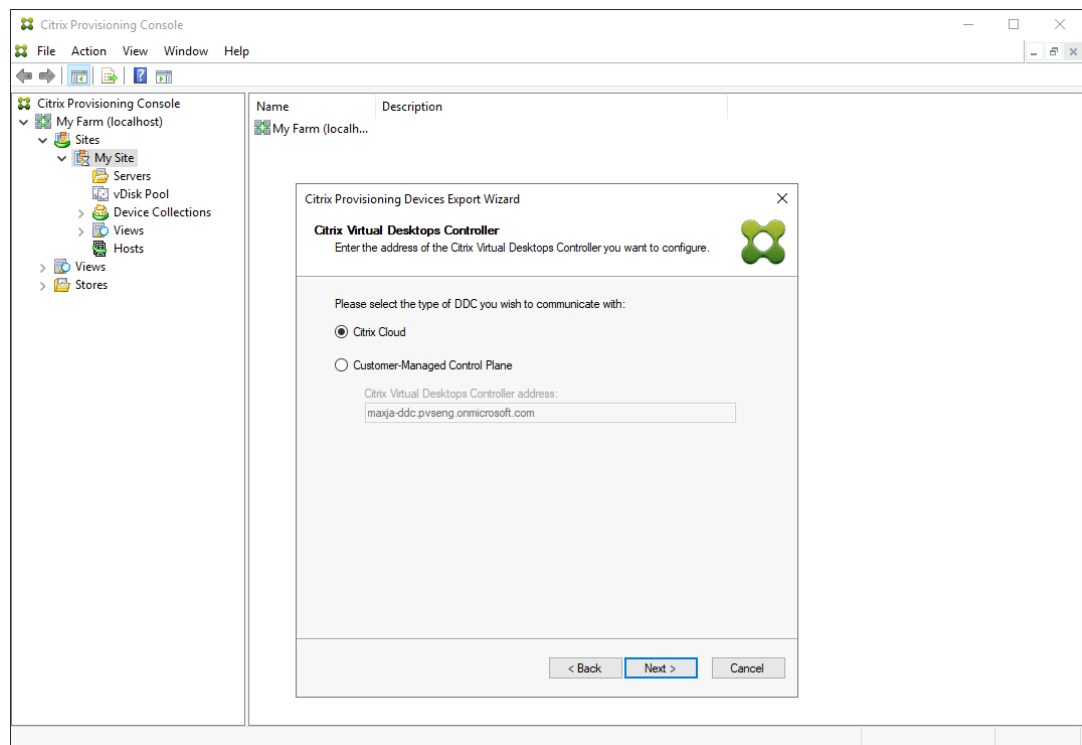 Citrix Provisioning Console
File Action View Window Help
Citrix Provisioning Console
My Farm (localhost)
Sites
My Site
Servers
vDisk Pool
Device Collections
Views
Hosts
Views
Stores
Name Description
My Farm (localh...
Citrix Provisioning Devices Export Wizard
Citrix Virtual Desktops Controller
Enter the address of the Citrix Virtual Desktops Controller you want to configure.
Please select the type of DDC you wish to communicate with:
Citrix Cloud
Customer-Managed Control Plane
Citrix Virtual Desktops Controller address:
maxja-ddc.pvseng.onmicrosoft.com
< Back Next > Cancel